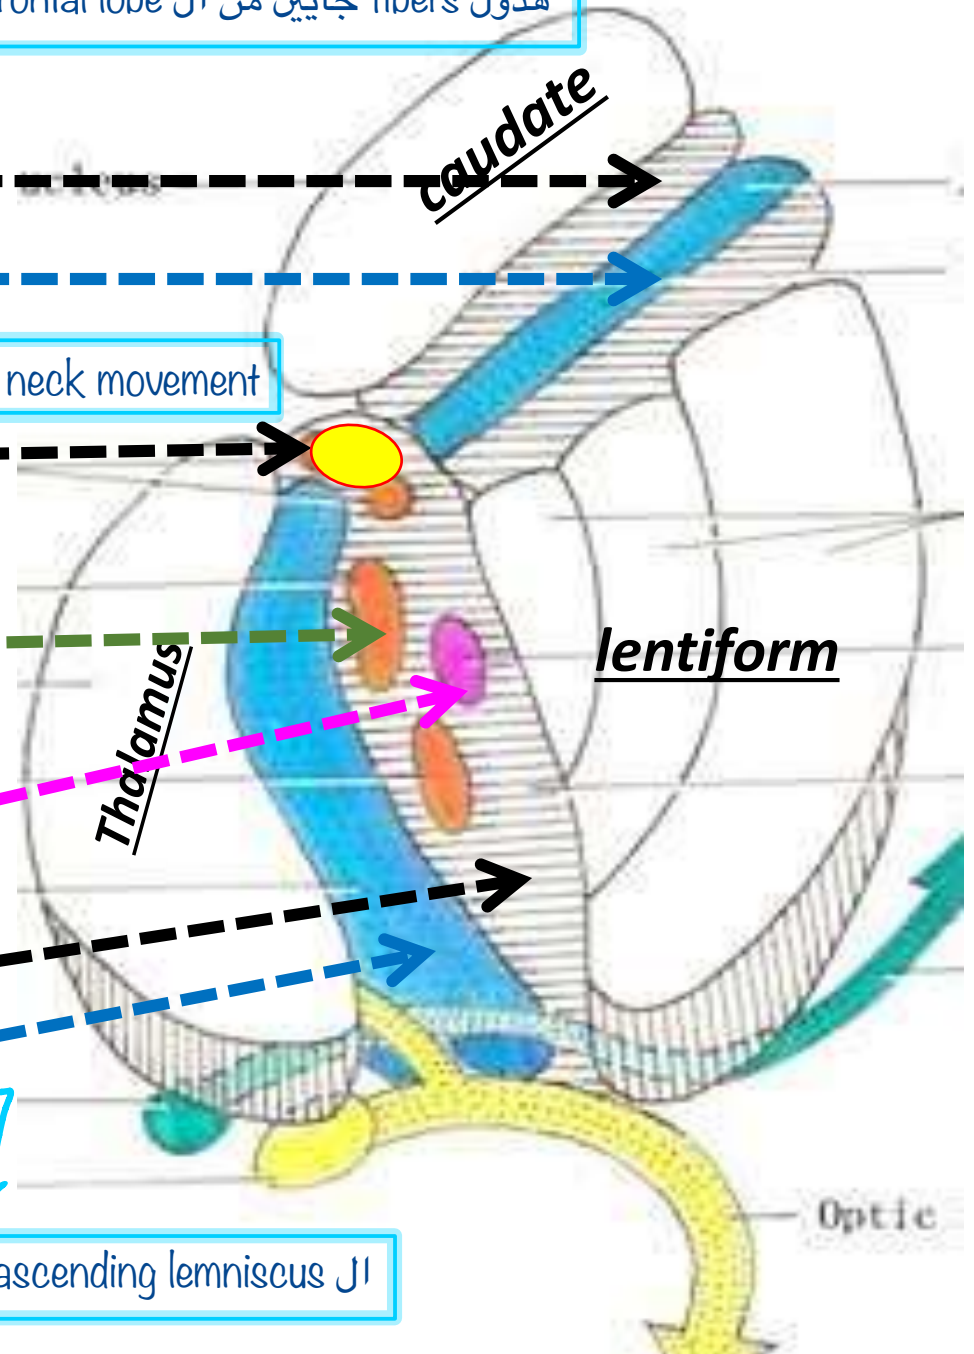 هدول fibers جايين من ال frontal lobe
caudate
neck movement
lentiform
Thalamus
Optic
ال ascending lemniscus